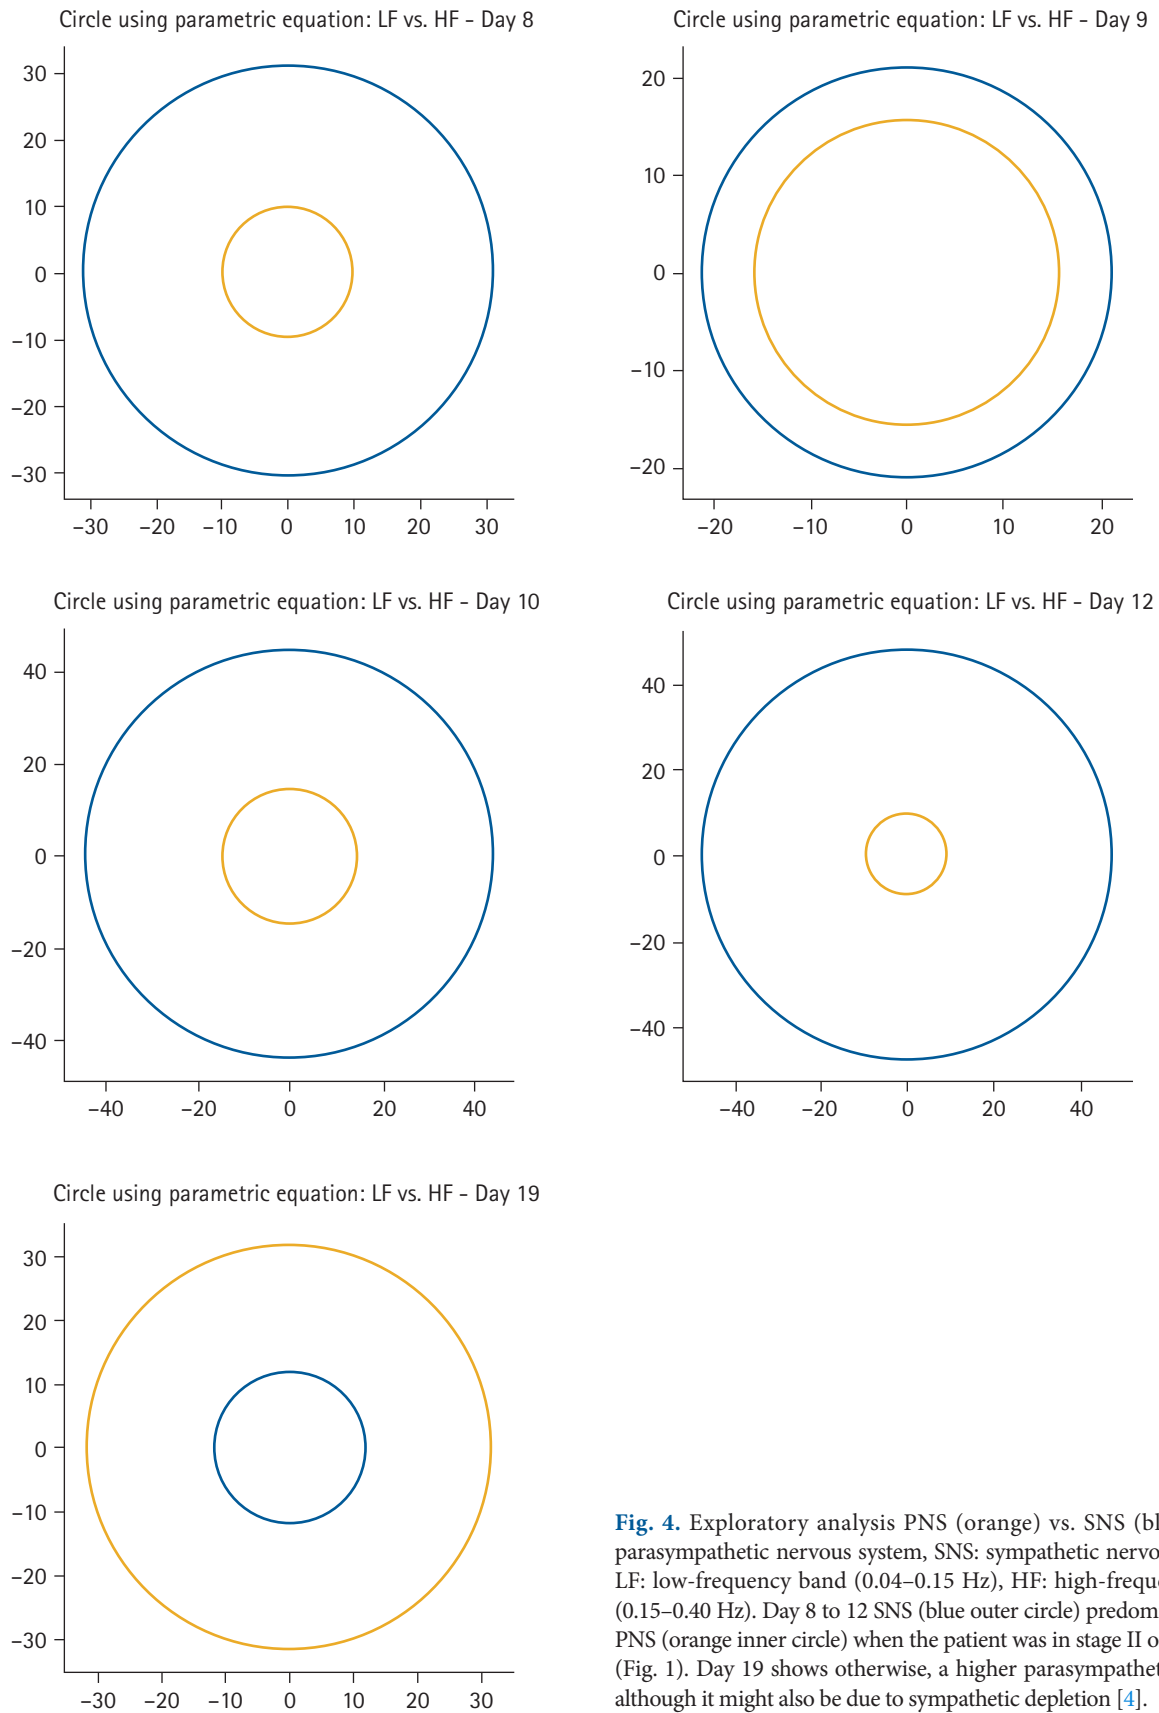 Circle using parametric equation: LF vs. HF - Day 8
30
20
10
0
−10
−20
−30
−30 −20 −10 0 10 20 30
Circle using parametric equation: LF vs. HF - Day 9
20
10
0
−10
−20
−20 −10 0 10 20
Circle using parametric equation: LF vs. HF - Day 10
40
20
0
−20
−40
−40 −20 0 20 40
Circle using parametric equation: LF vs. HF - Day 12
40
20
0
−20
−40
−40 −20 0 20 40
Circle using parametric equation: LF vs. HF - Day 19
30
20
10
0
−10
−20
−30
−30 −20 −10 0 10 20 30
Fig. 4. Exploratory analysis PNS (orange) vs. SNS
parasympathetic nervous system, SNS: sympathetic
LF: low-frequency band (0.04–0.15 Hz), HF:
(0.15–0.40 Hz). Day 8 to 12 SNS (blue outer circle)
PNS (orange inner circle) when the patient was in stage II
(Fig. 1). Day 19 shows otherwise, a higher
although it might also be due to sympathetic depletion [4].